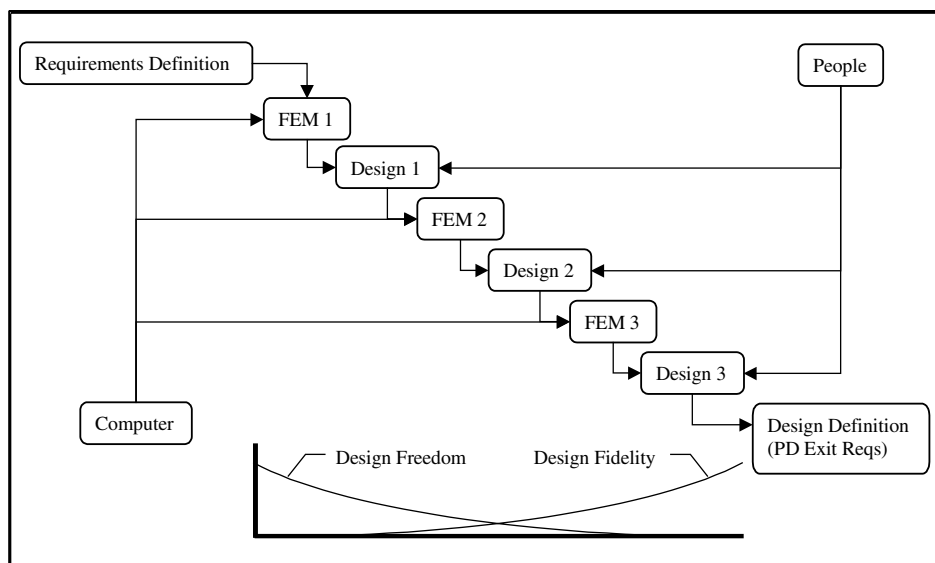 Requirements Definition
People
FEM 1
Design 1
FEM 2
Design 2
FEM 3
Design 3
Computer
Design Definition
(PD Exit Reqs)
Design Freedom
Design Fidelity